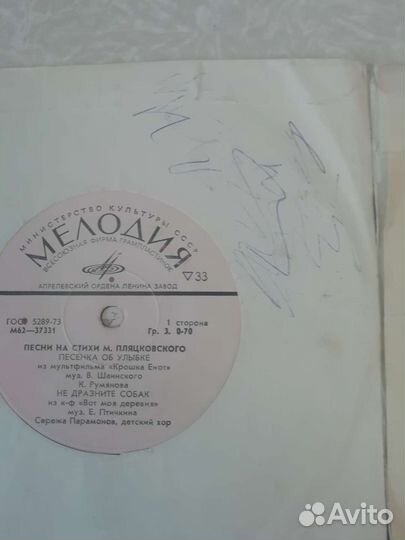 МИНИСТЕРСТВО КУЛЬТУРЫ СССР
МЕЛОДИЯ
ВСЕСОЮЗНАЯ ФИРМА ГРАМПЛАСТИНОК
▽33
АПРЕЛЕВСКИЙ ОРДЕНА ЛЕНИНА ЗАВОД
ГОСТ 5289-73
М62-37331
1 сторона
Гр. 3. 0-70
ПЕСНИ НА СТИХИ М. ПЛЯЦКОВСКОГО
ПЕСЕНКА ОБ УЛЫБКЕ
из мультфильма «Крошка Енот»
муз. В. Шаинского
К. Румянова
НЕ ДРАЗНИТЕ СОБАК
из к-ф «Вот моя деревня»
муз. Е. Птичкина
Сережа Парамонов, детский хор
Avito